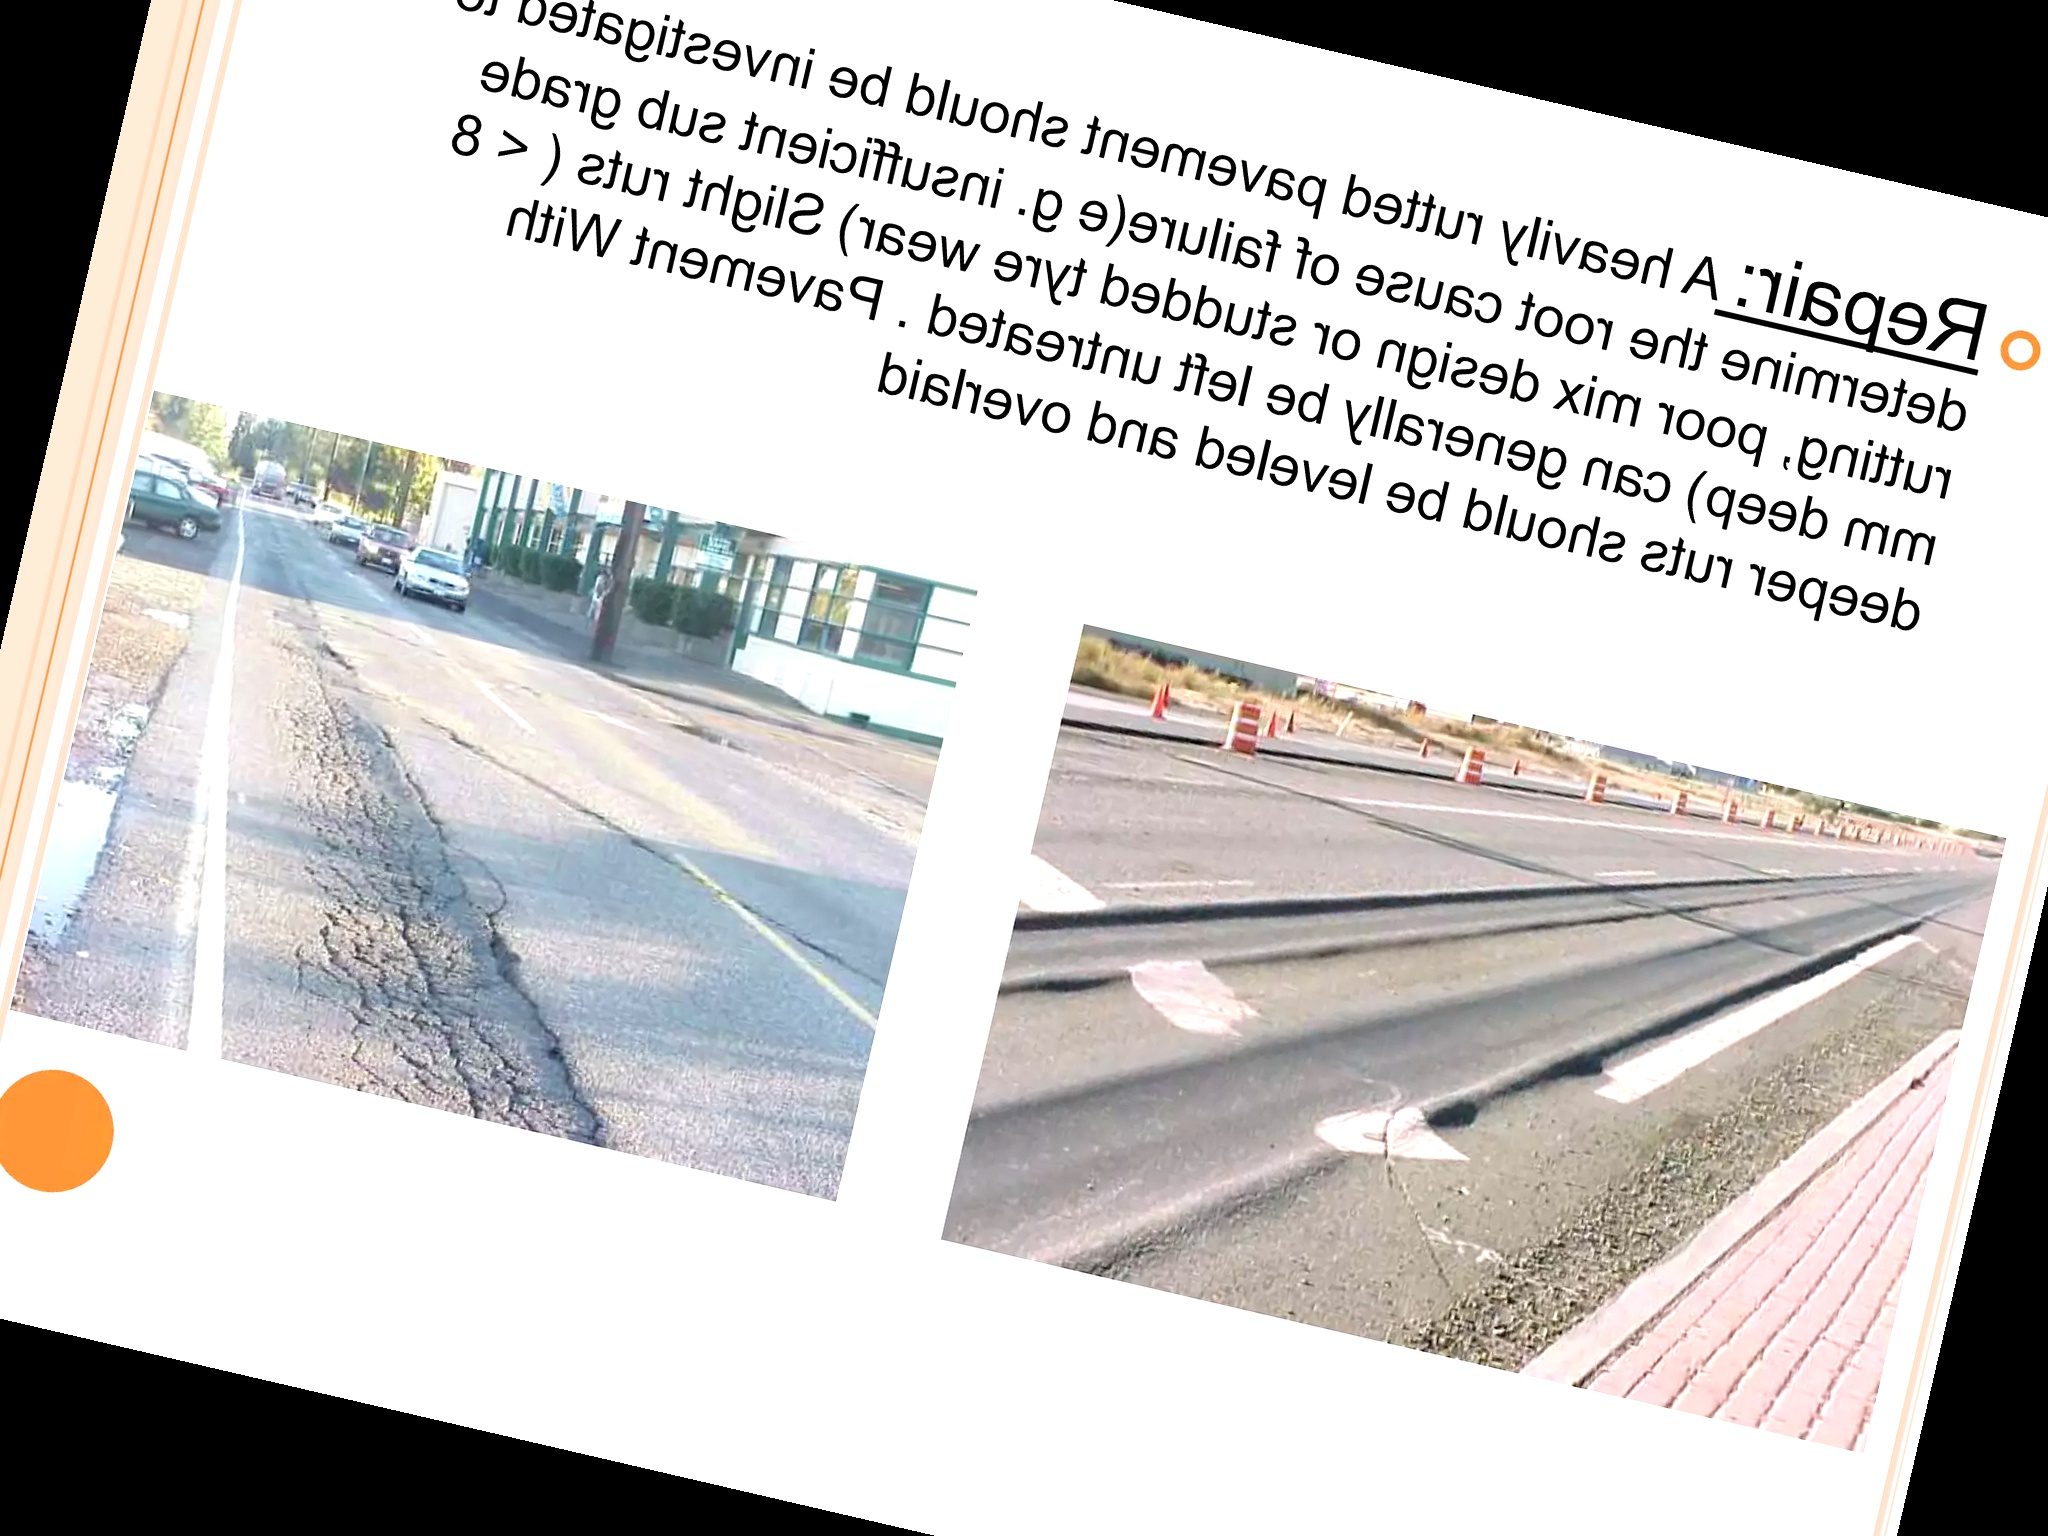 Repair: A heavily rutted pavement should be investigated to
determine the root cause of failure(e g. insufficient sub grade
rutting, poor mix design or studded tyre wear) Slight ruts ( < 8
mm deep) can generally be left untreated . Pavement With
deeper ruts should be leveled and overlaid